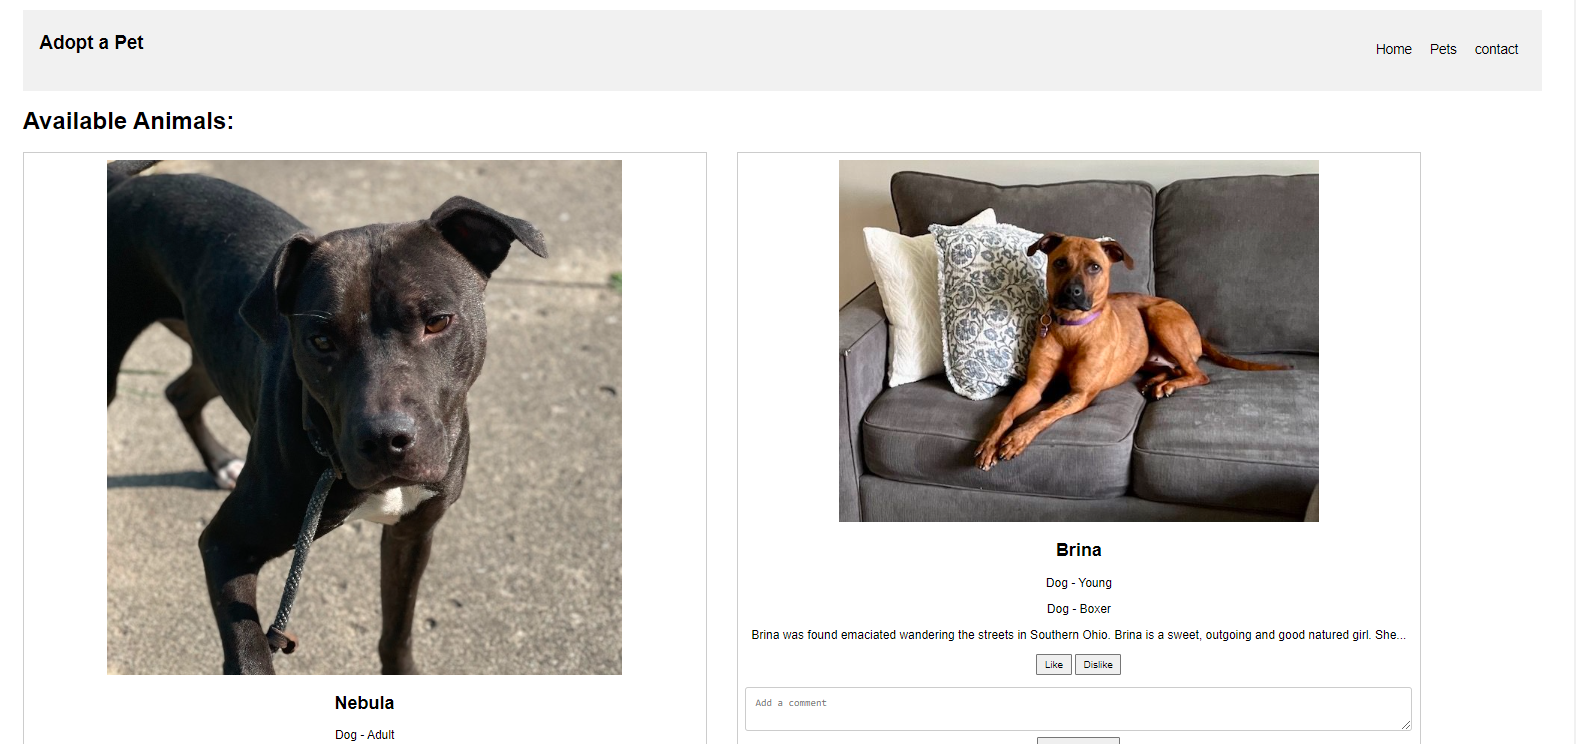 Adopt a Pet
Home Pets contact
Available Animals:
Nebula
Dog - Adult
Brina
Dog - Young
Dog - Boxer
Brina was found emaciated wandering the streets in Southern Ohio. Brina is a sweet, outgoing and good natured girl. She...
Like Dislike
Add a comment